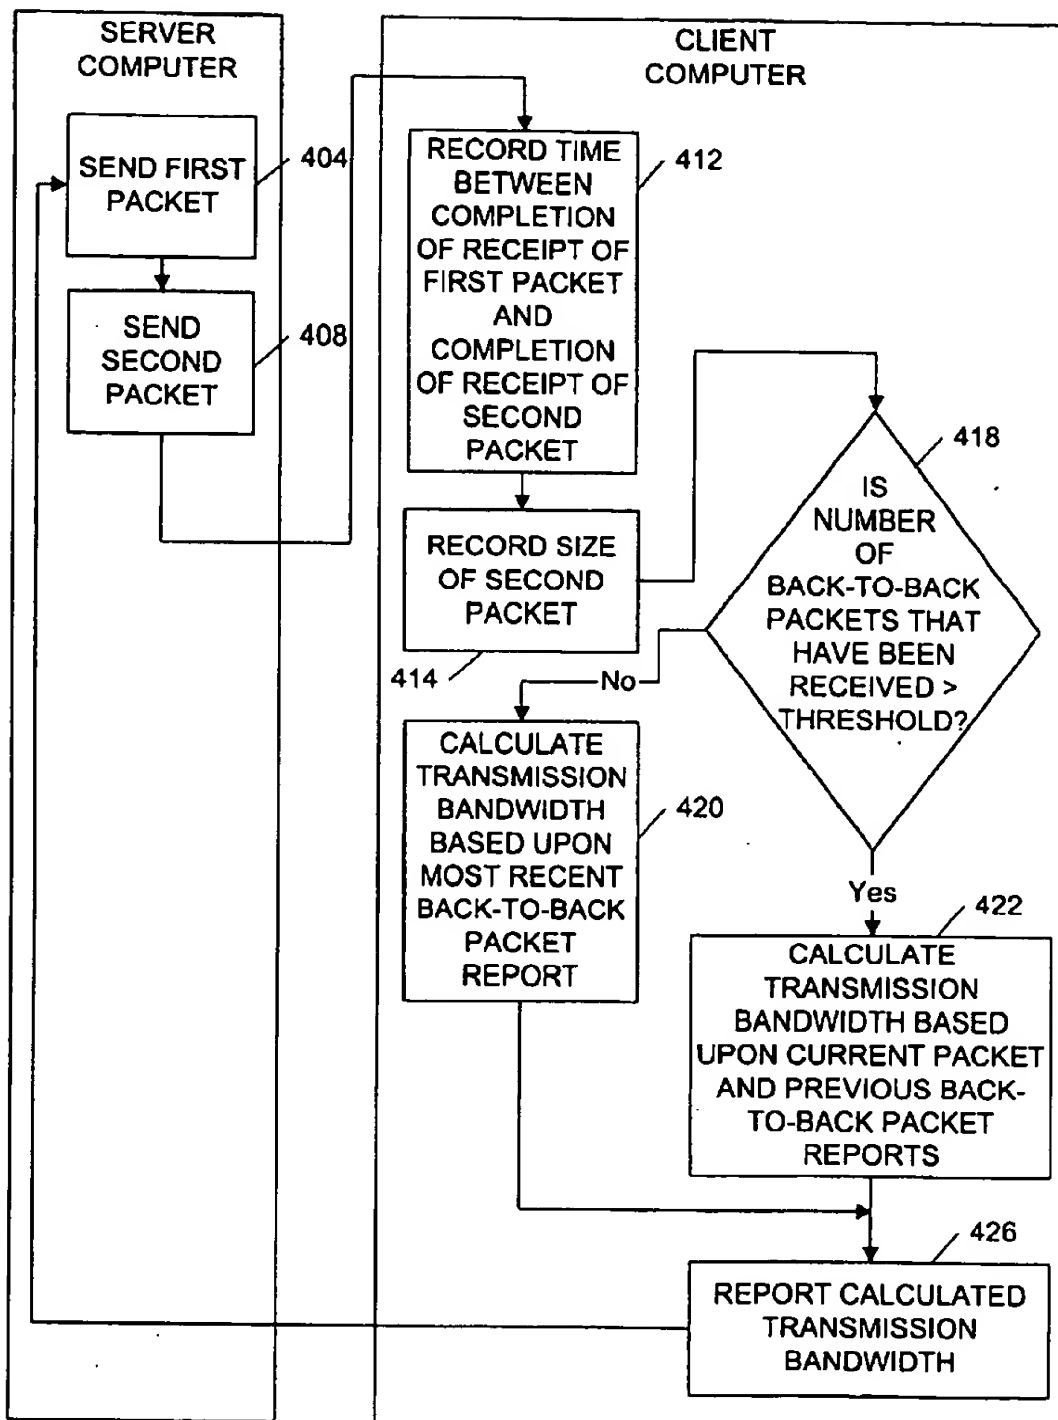 SERVER
COMPUTER
SEND FIRST
PACKET
404
SEND
SECOND
PACKET
408
CLIENT
COMPUTER
RECORD TIME
BETWEEN
COMPLETION
OF RECEIPT OF
FIRST PACKET
AND
COMPLETION
OF RECEIPT OF
SECOND
PACKET
412
RECORD SIZE
OF SECOND
PACKET
414
IS
NUMBER
OF
BACK-TO-BACK
PACKETS THAT
HAVE BEEN
RECEIVED >
THRESHOLD?
418
No
CALCULATE
TRANSMISSION
BANDWIDTH
BASED UPON
MOST RECENT
BACK-TO-BACK
PACKET
REPORT
420
Yes
CALCULATE
TRANSMISSION
BANDWIDTH BASED
UPON CURRENT PACKET
AND PREVIOUS BACK-
TO-BACK PACKET
REPORTS
422
REPORT CALCULATED
TRANSMISSION
BANDWIDTH
426